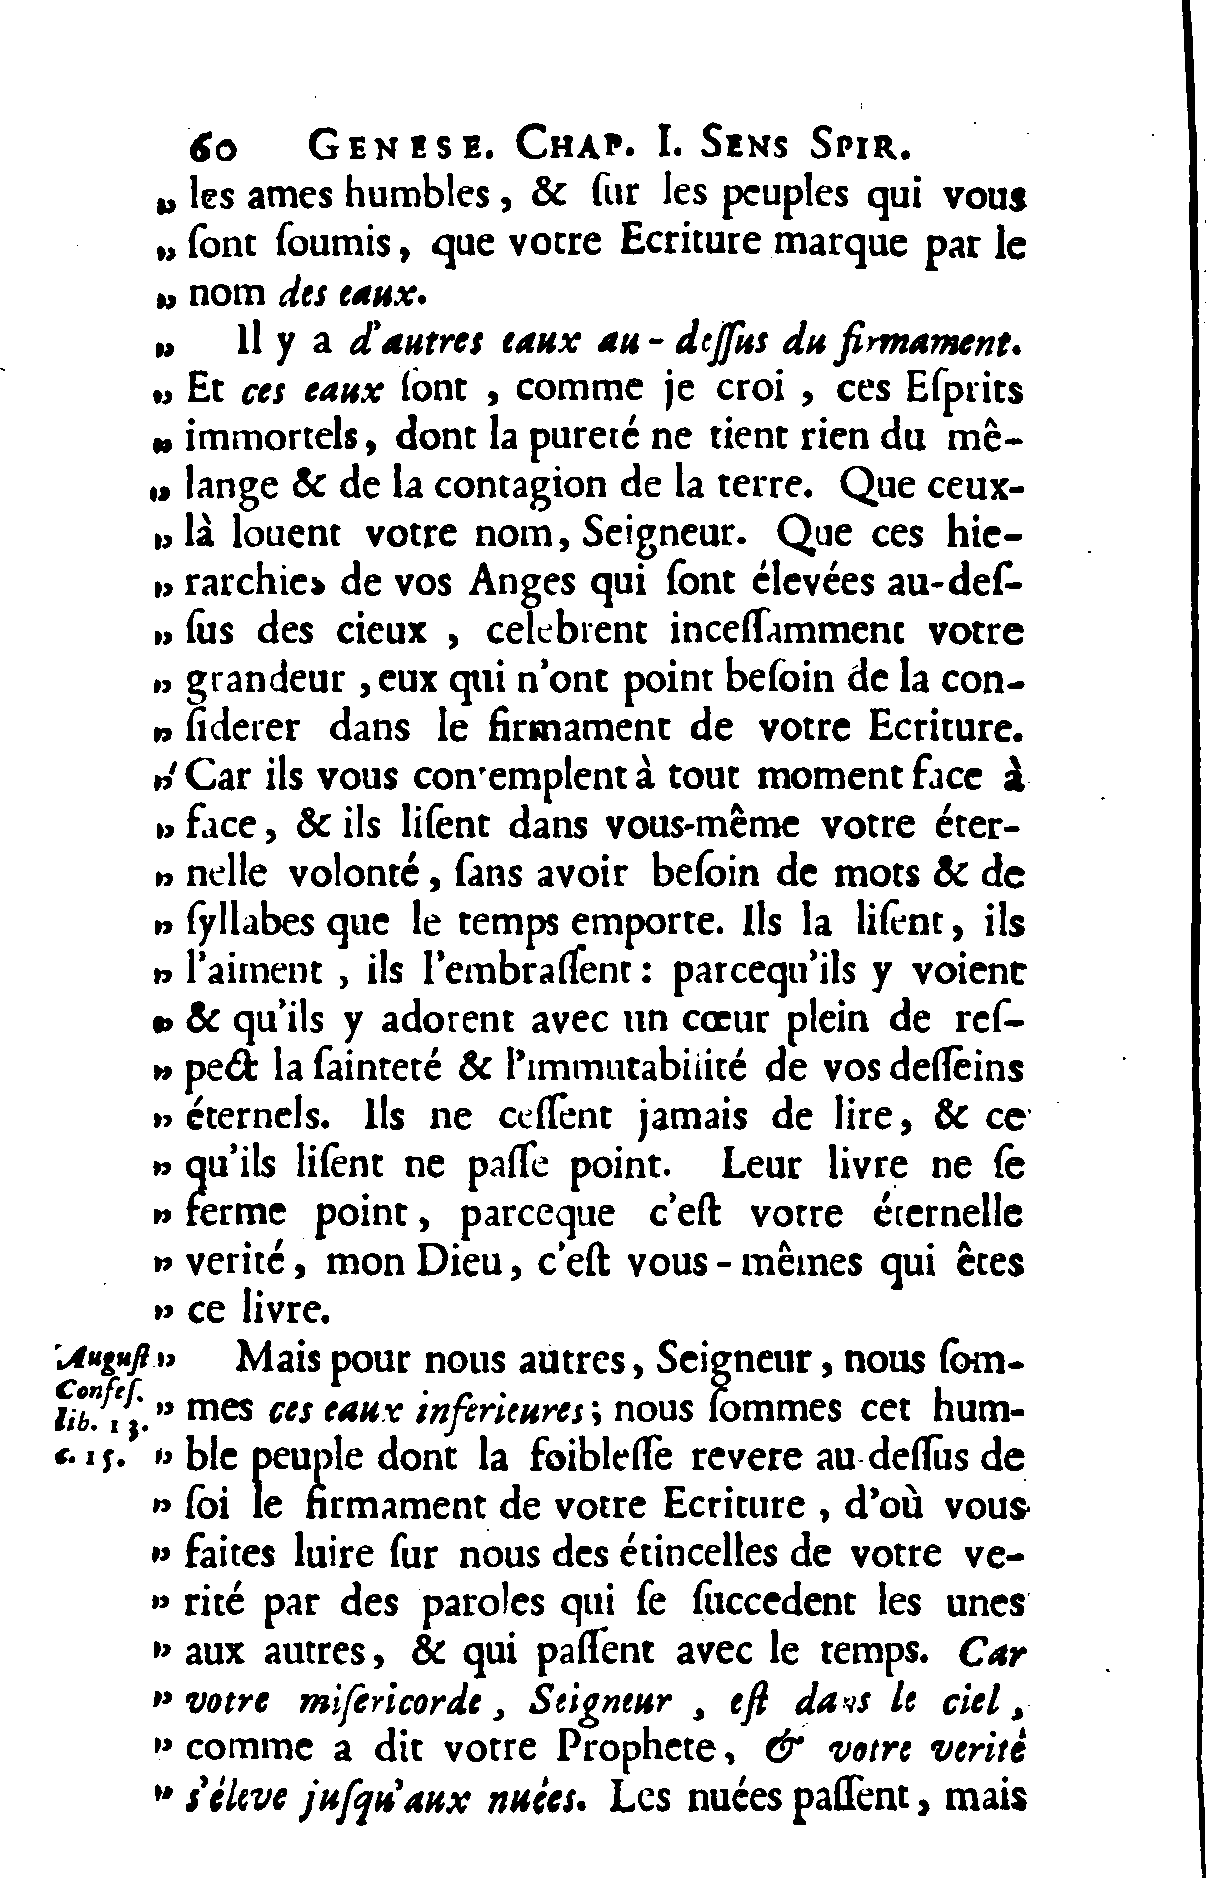 60 GENESE. CHAP. I. SENS SPIR.
„ les ames humbles, & ſur les peuples qui vous
„ ſont ſoumis, que votre Ecriture marque par le
„ nom des eaux.
„ Il y a d'autres eaux au-deſſus du firmament.
„ Et ces eaux ſont, comme je croi, ces Eſprits
„ immortels, dont la pureté ne tient rien du mê-
„ lange & de la contagion de la terre. Que ceux-
„ là louent votre nom, Seigneur. Que ces hie-
„ rarchies de vos Anges qui ſont élevées au-deſ-
„ ſus des cieux, celebrent inceſſamment votre
„ grandeur, eux qui n'ont point beſoin de la con-
„ ſiderer dans le firmament de votre Ecriture.
„ Car ils vous contemplent à tout moment face à
„ face, & ils liſent dans vous-même votre éter-
„ nelle volonté, ſans avoir beſoin de mots & de
„ ſyllabes que le temps emporte. Ils la liſent, ils
„ l'aiment, ils l'embraſſent: parcequ'ils y voient
„ & qu'ils y adorent avec un cœur plein de reſ-
„ pect la ſainteté & l'immutabilité de vos deſſeins
„ éternels. Ils ne ceſſent jamais de lire, & ce
„ qu'ils liſent ne paſſe point. Leur livre ne ſe
„ ferme point, parceque c'eſt votre éternelle
„ verité, mon Dieu, c'eſt vous-mêmes qui êtes
„ ce livre.
Auguſt „ Mais pour nous autres, Seigneur, nous ſom-
Confeſ.
lib. 13. „ mes ces eaux inferieures; nous ſommes cet hum-
c. 15. „ ble peuple dont la foibleſſe revere au-deſſus de
„ ſoi le firmament de votre Ecriture, d'où vous
„ faites luire ſur nous des étincelles de votre ve-
„ rité par des paroles qui ſe ſuccedent les unes
„ aux autres, & qui paſſent avec le temps. Car
„ votre miſericorde, Seigneur, eſt dans le ciel,
„ comme a dit votre Prophete, & votre verité
„ s'éleve juſqu'aux nuées. Les nuées paſſent, mais